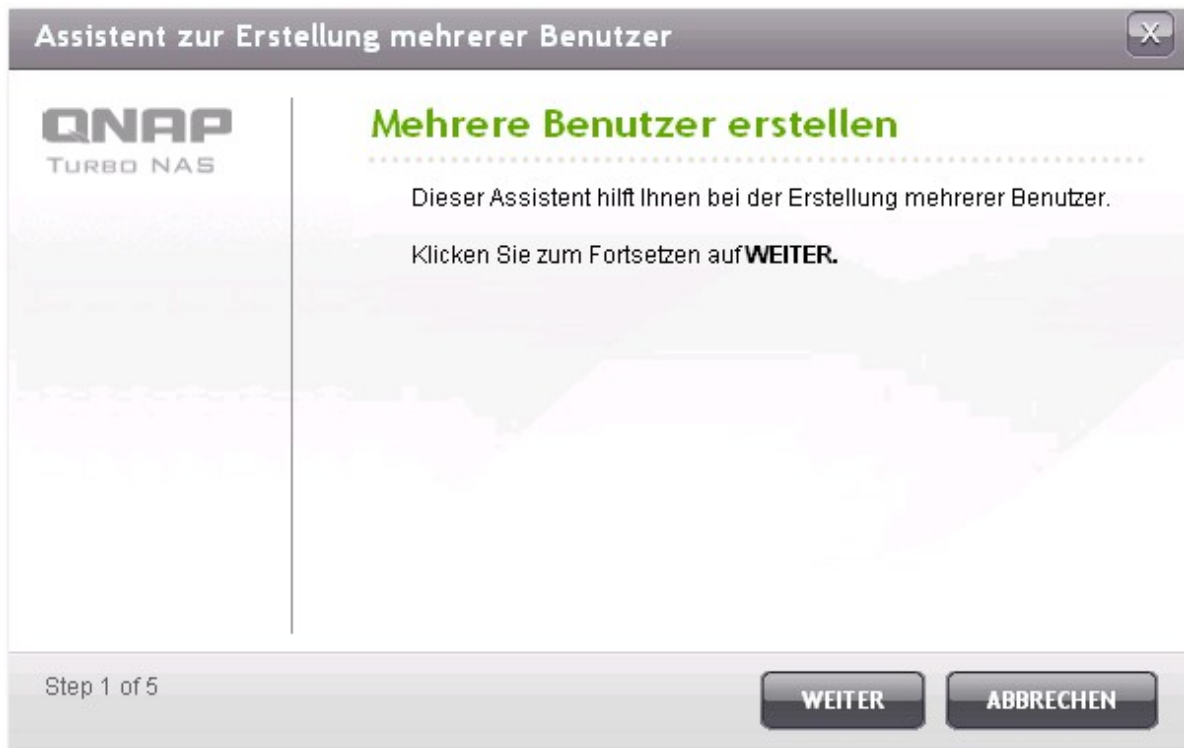 Assistent zur Erstellung mehrerer Benutzer
X
QNAP
TURBO NAS
Mehrere Benutzer erstellen
Dieser Assistent hilft Ihnen bei der Erstellung mehrerer Benutzer.
Klicken Sie zum Fortsetzen auf WEITER.
Step 1 of 5
WEITER
ABBRECHEN